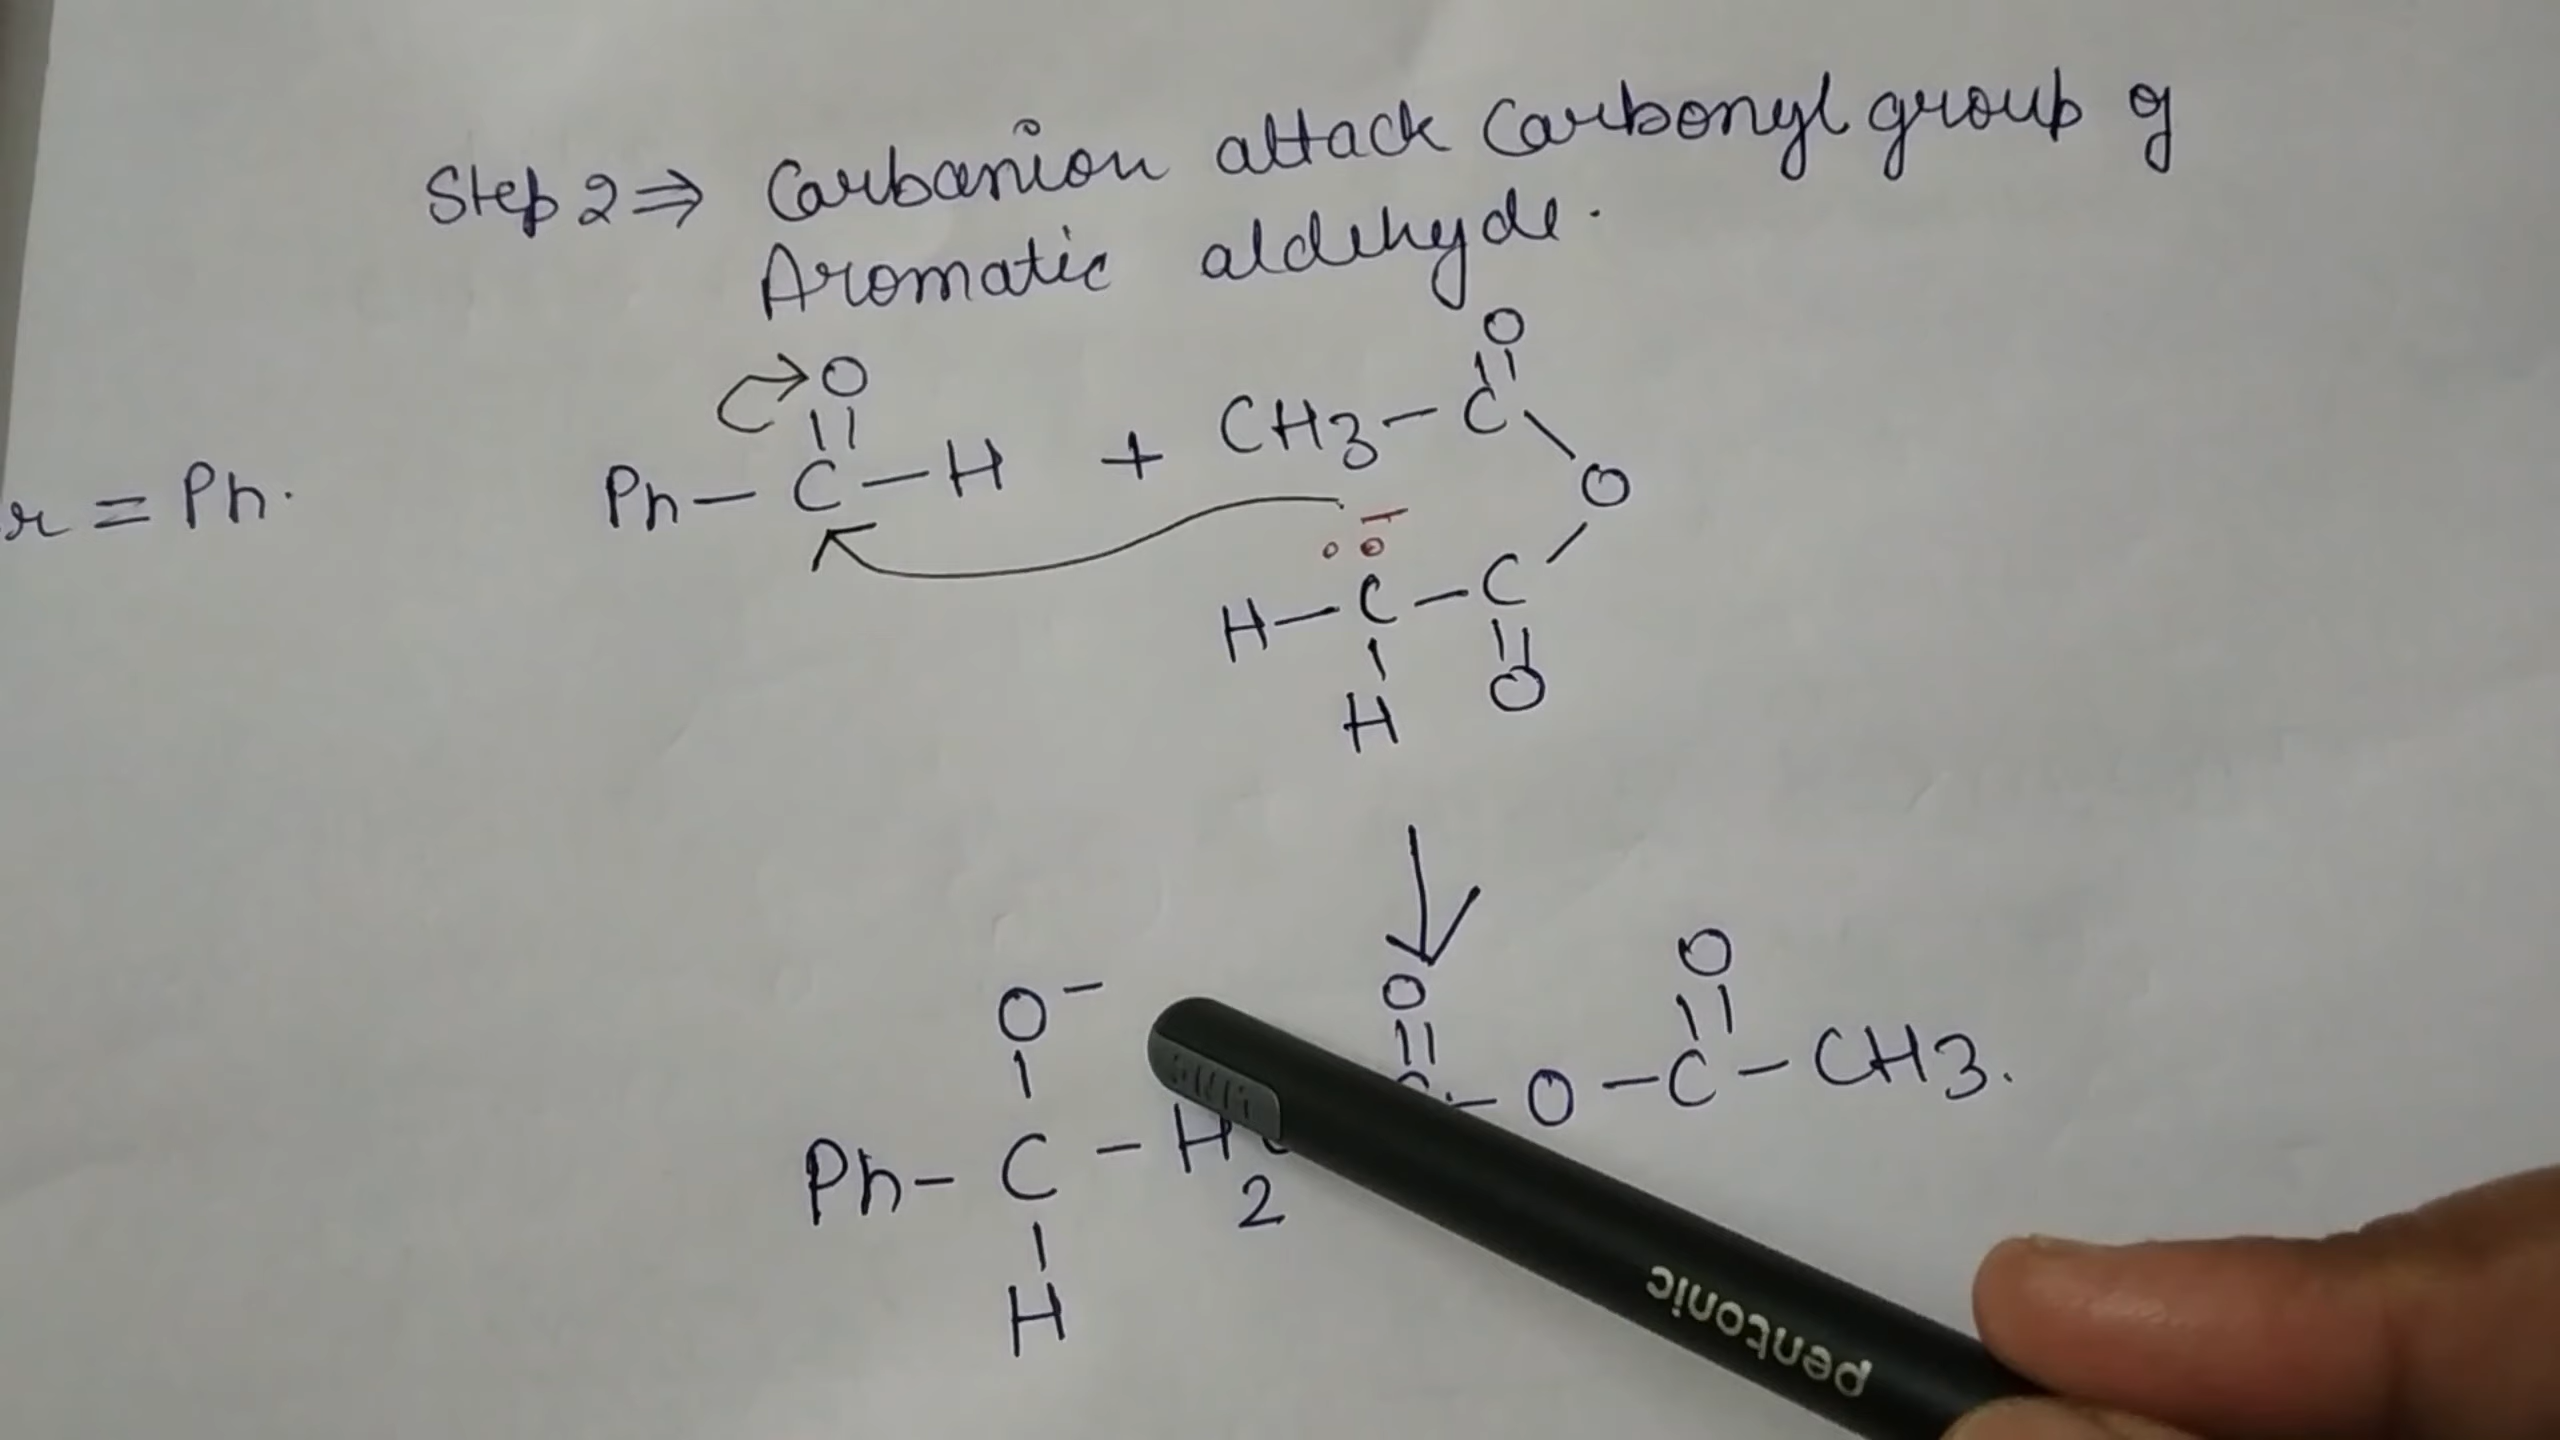 Step 2 ⇒ Carbanion attack Carbonyl group of
Aromatic aldehyde.
O
O
Ph - C - H + CH3 - C
r = Ph.
O
H - C - C
H
O
O
O
O-
- O - C - CH3.
Ph - C - H
2
H
pentonic